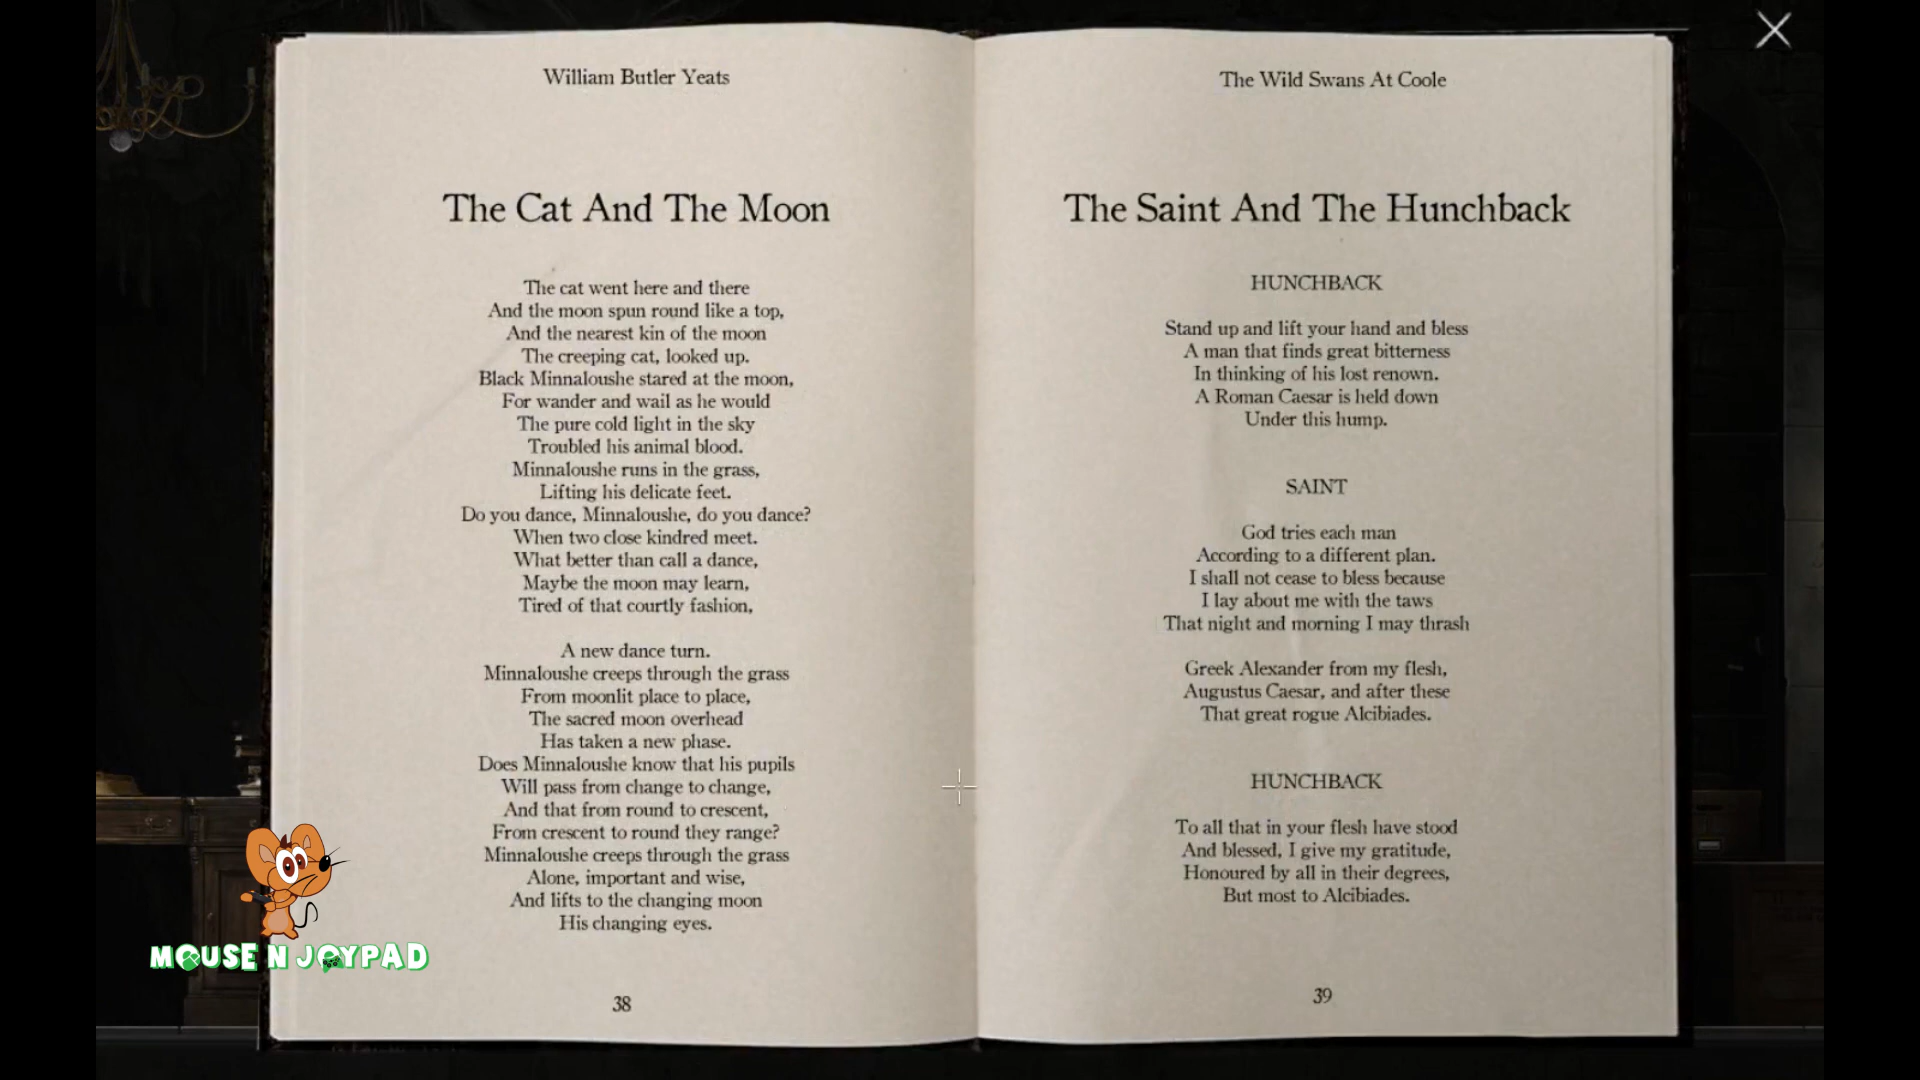 William Butler Yeats
The Cat And The Moon
The cat went here and there
And the moon spun round like a top,
And the nearest kin of the moon
The creeping cat, looked up.
Black Minnaloushe stared at the moon,
For wander and wail as he would
The pure cold light in the sky
Troubled his animal blood.
Minnaloushe runs in the grass,
Lifting his delicate feet.
Do you dance, Minnaloushe, do you dance?
When two close kindred meet.
What better than call a dance,
Maybe the moon may learn,
Tired of that courtly fashion,
A new dance turn.
Minnaloushe creeps through the grass
From moonlit place to place,
The sacred moon overhead
Has taken a new phase.
Does Minnaloushe know that his pupils
Will pass from change to change,
And that from round to crescent,
From crescent to round they range?
Minnaloushe creeps through the grass
Alone, important and wise,
And lifts to the changing moon
His changing eyes.
38
The Wild Swans At Coole
The Saint And The Hunchback
HUNCHBACK
Stand up and lift your hand and bless
A man that finds great bitterness
In thinking of his lost renown.
A Roman Caesar is held down
Under this hump.
SAINT
God tries each man
According to a different plan.
I shall not cease to bless because
I lay about me with the taws
That night and morning I may thrash
Greek Alexander from my flesh,
Augustus Caesar, and after these
That great rogue Alcibiades.
HUNCHBACK
To all that in your flesh have stood
And blessed, I give my gratitude,
Honoured by all in their degrees,
But most to Alcibiades.
39
MOUSE N JOYPAD